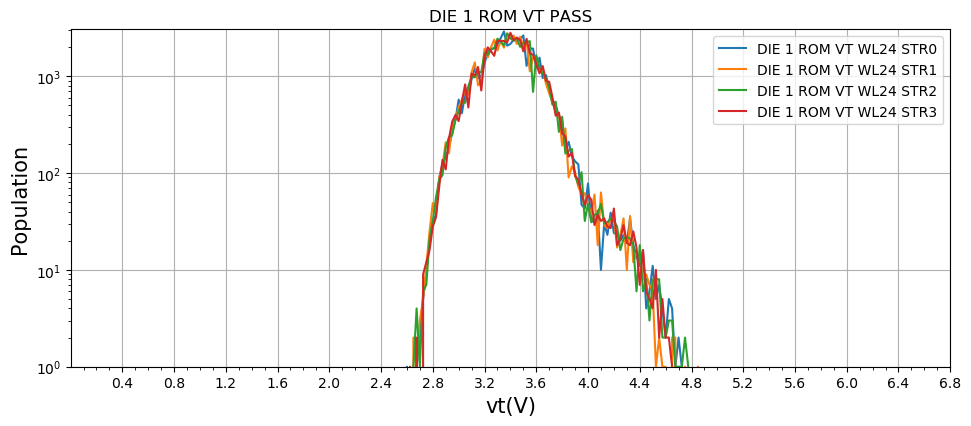 DIE 1 ROM VT PASS
DIE 1 ROM VT WL24 STR0
DIE 1 ROM VT WL24 STR1
DIE 1 ROM VT WL24 STR2
DIE 1 ROM VT WL24 STR3
Population
10³
10²
10¹
10⁰
0.4 0.8 1.2 1.6 2.0 2.4 2.8 3.2 3.6 4.0 4.4 4.8 5.2 5.6 6.0 6.4 6.8
vt(V)